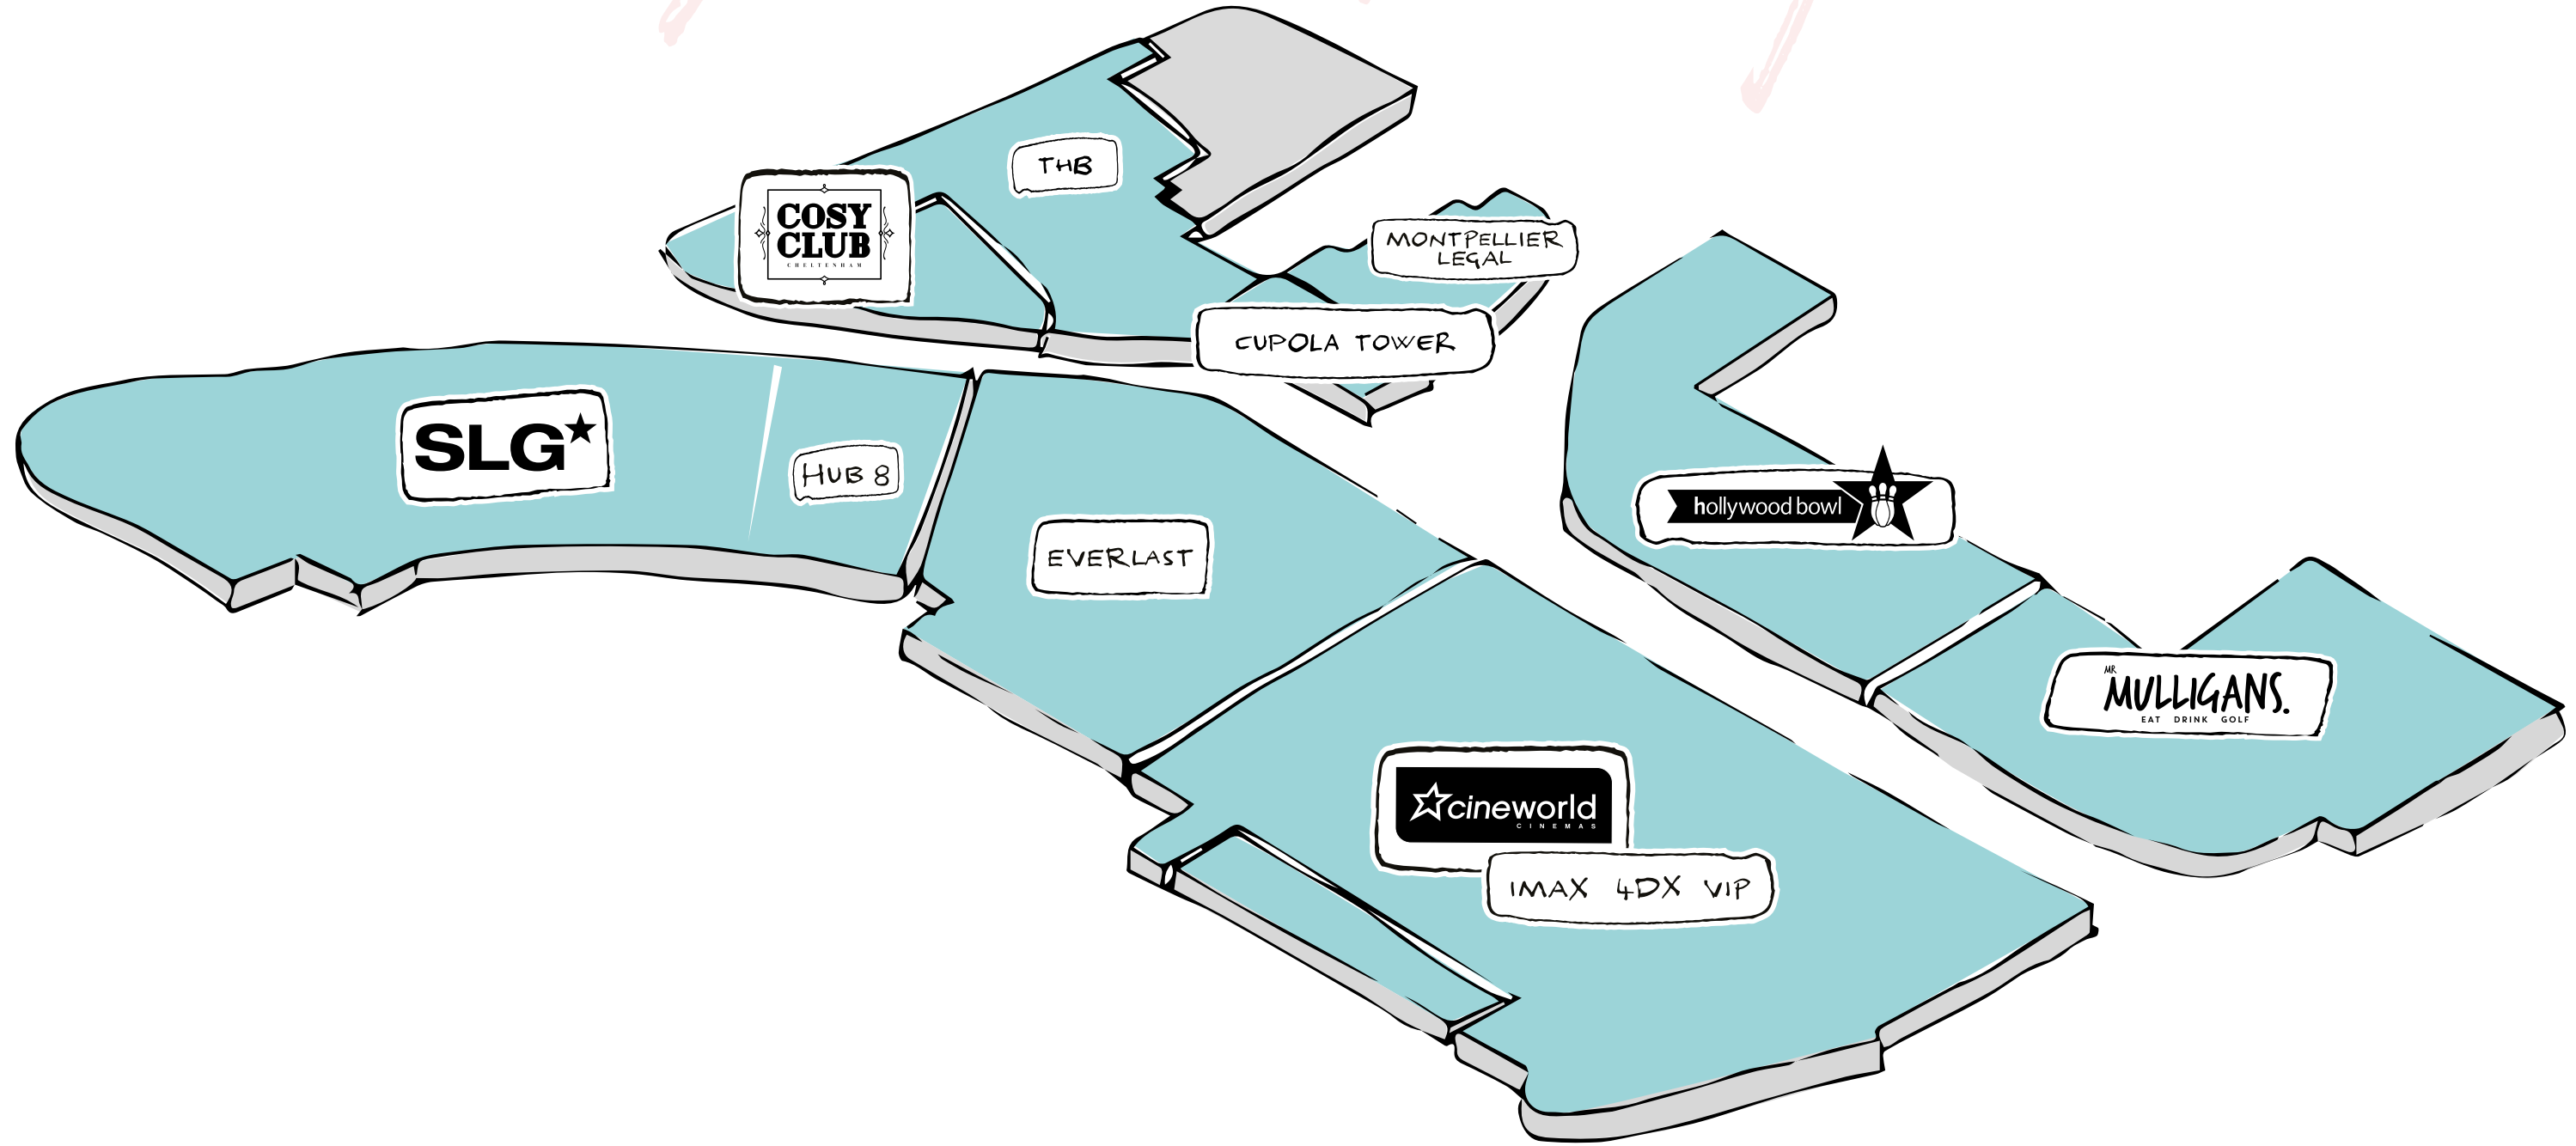 THB
COSY
CLUB
CHELTENHAM
MONTPELLIER
LEGAL
CUPOLA TOWER
SLG
HUB 8
hollywood bowl
EVERLAST
MR
MULLIGANS.
EAT DRINK GOLF
cineworld
CINEMAS
IMAX 4DX VIP